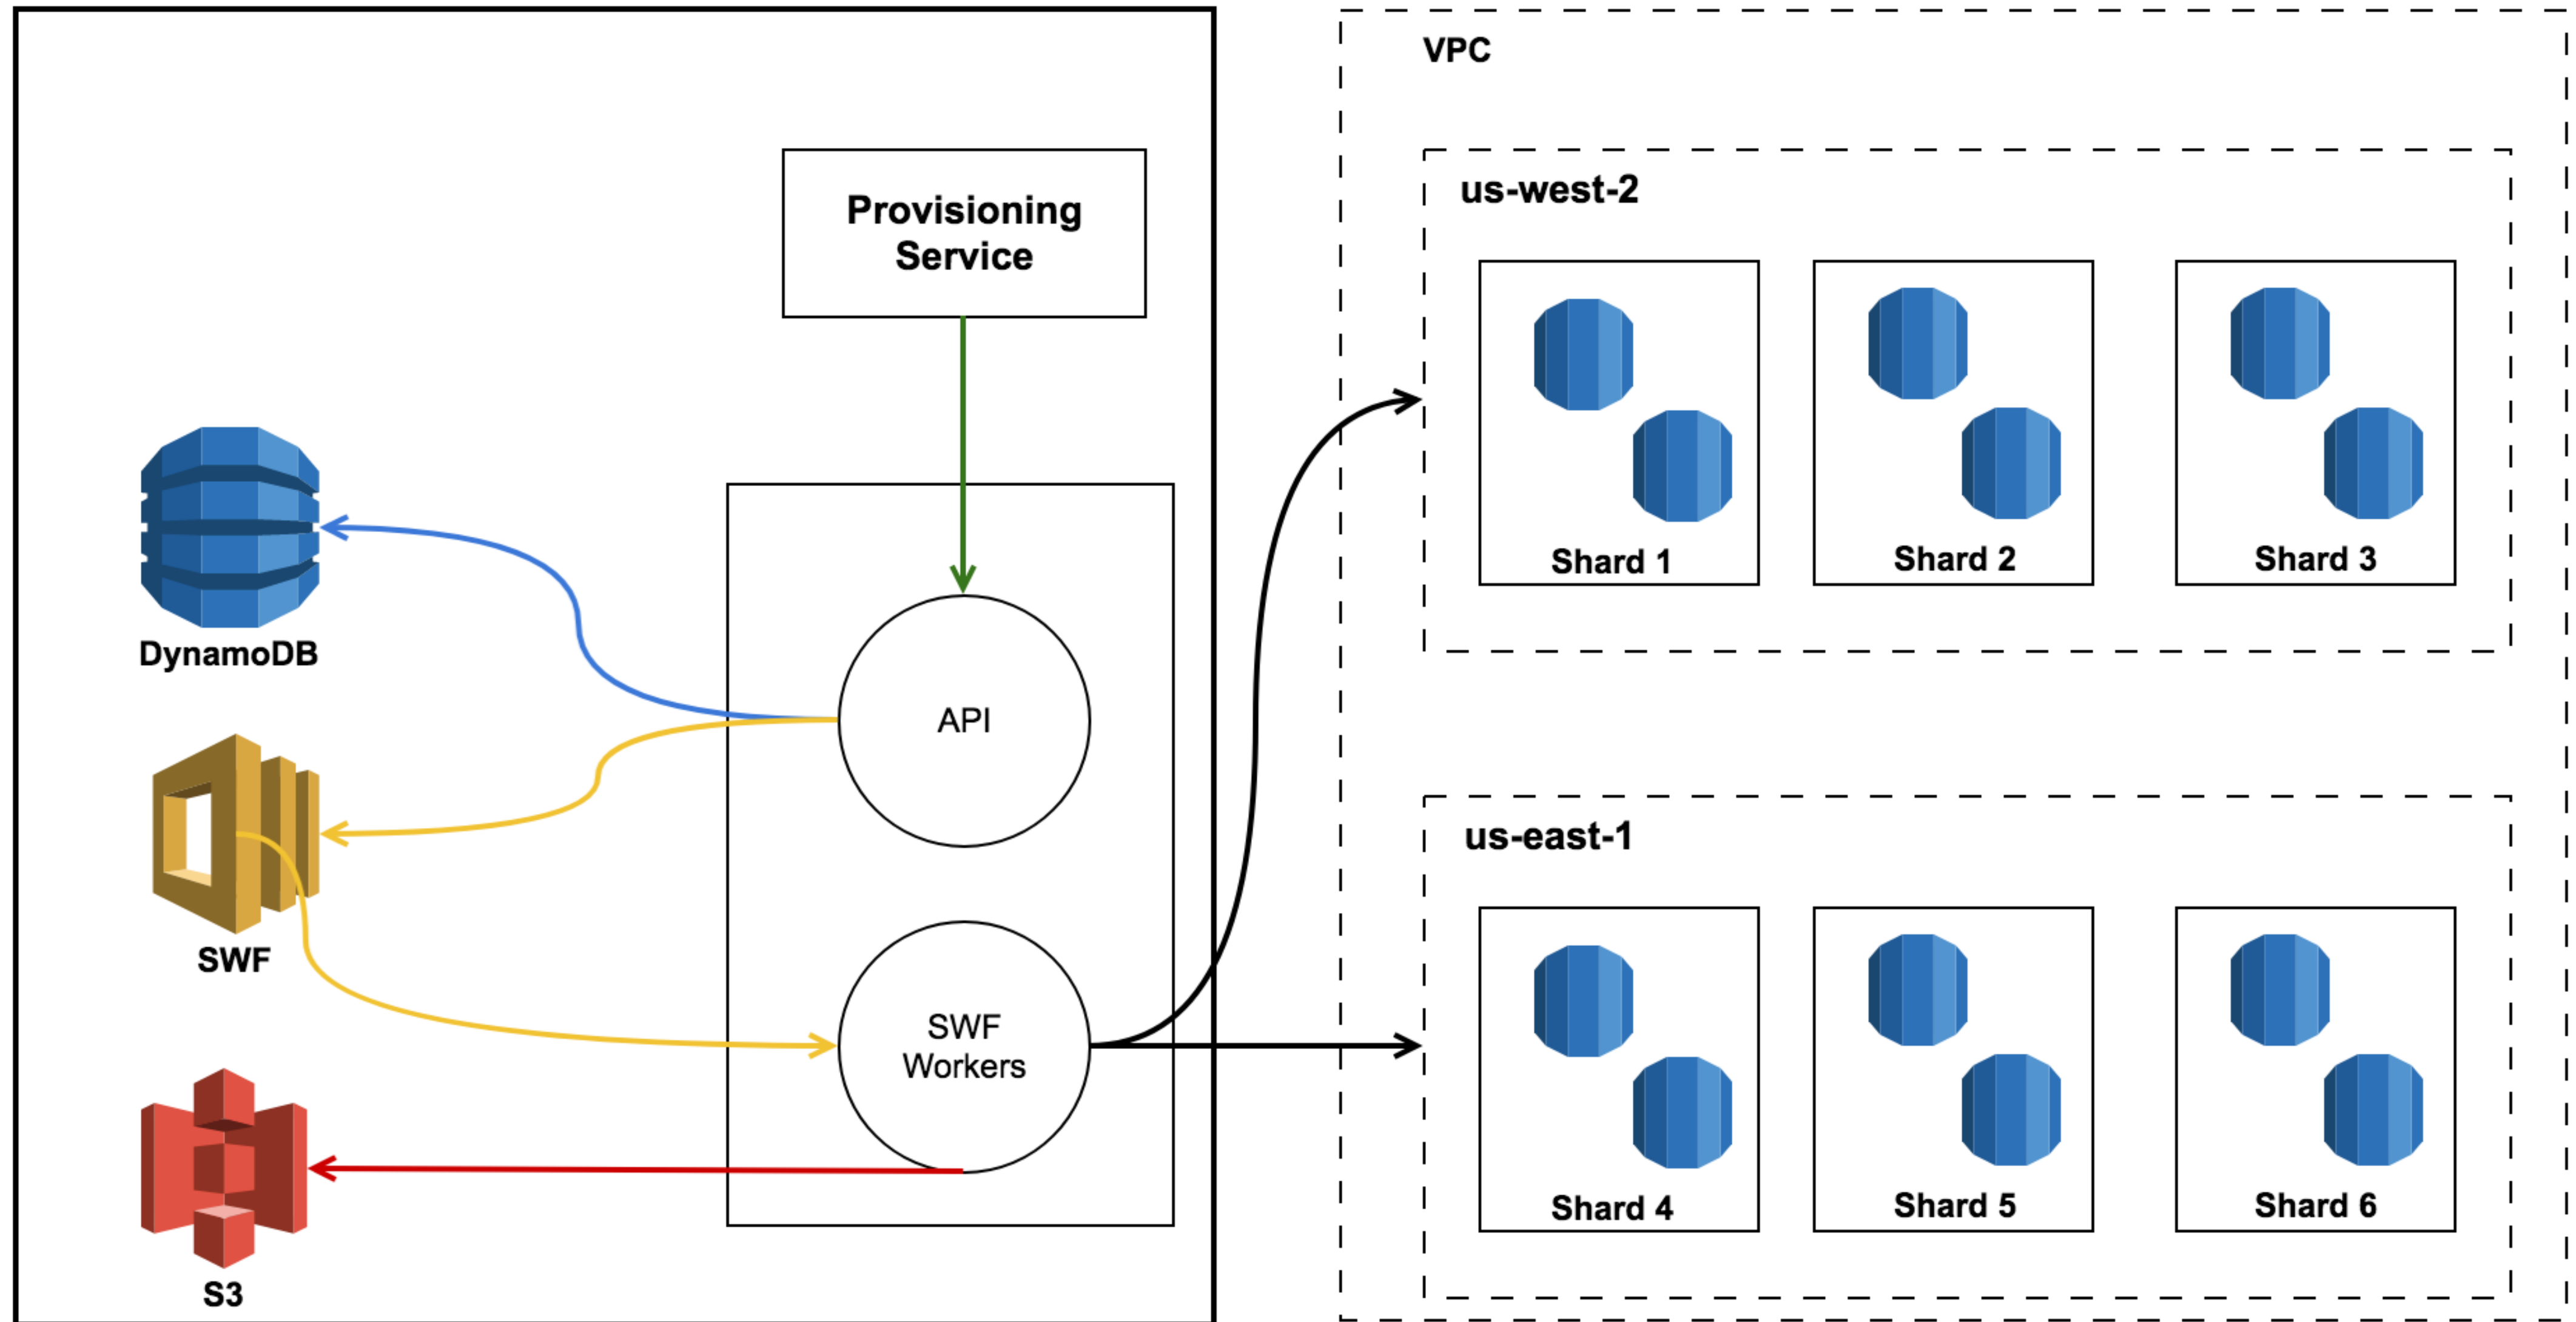 VPC
us-west-2
Provisioning
Service
Shard 1
Shard 2
Shard 3
DynamoDB
API
us-east-1
SWF
SWF
Workers
Shard 4
Shard 5
Shard 6
S3